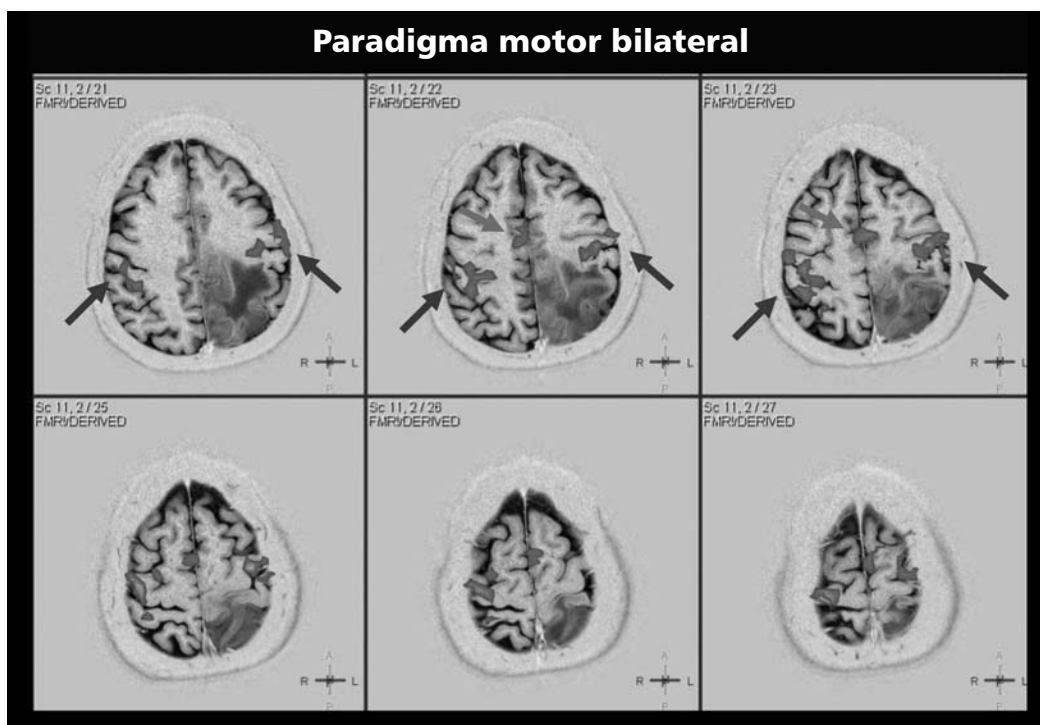 Paradigma motor bilateral
Sc 11, 2 / 21
FMRI/DERIVED
Sc 11, 2 / 22
FMRI/DERIVED
Sc 11, 2 / 23
FMRI/DERIVED
A
R L
P
A
R L
P
A
R L
P
Sc 11, 2 / 25
FMRI/DERIVED
Sc 11, 2 / 26
FMRI/DERIVED
Sc 11, 2 / 27
FMRI/DERIVED
A
R L
P
A
R L
P
A
R L
P